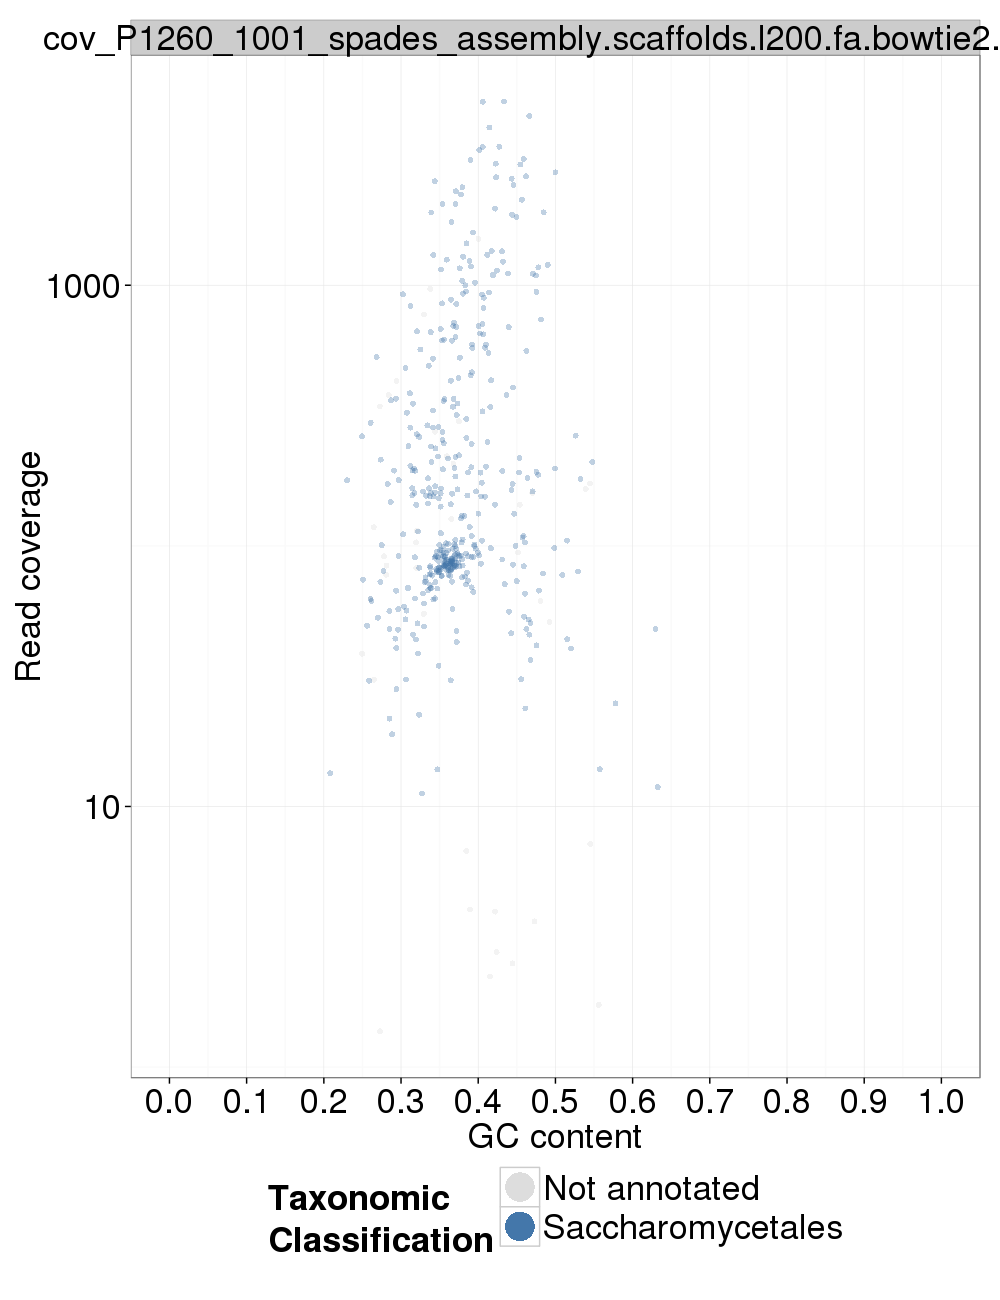 cov_P1260_1001_spades_assembly.scaffolds.l200.fa.bowtie2.
1000
10
Read coverage
0.0 0.1 0.2 0.3 0.4 0.5 0.6 0.7 0.8 0.9 1.0
GC content
Taxonomic
Classification
Not annotated
Saccharomycetales